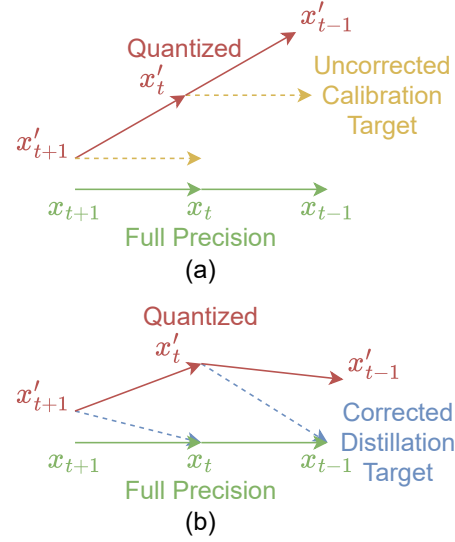 x′_{t−1}
Quantized
x′_t
Uncorrected
Calibration
Target
x′_{t+1}
x_{t+1} x_t x_{t−1}
Full Precision
(a)
Quantized
x′_t
x′_{t−1}
x′_{t+1}
Corrected
Distillation
Target
x_{t+1} x_t x_{t−1}
Full Precision
(b)